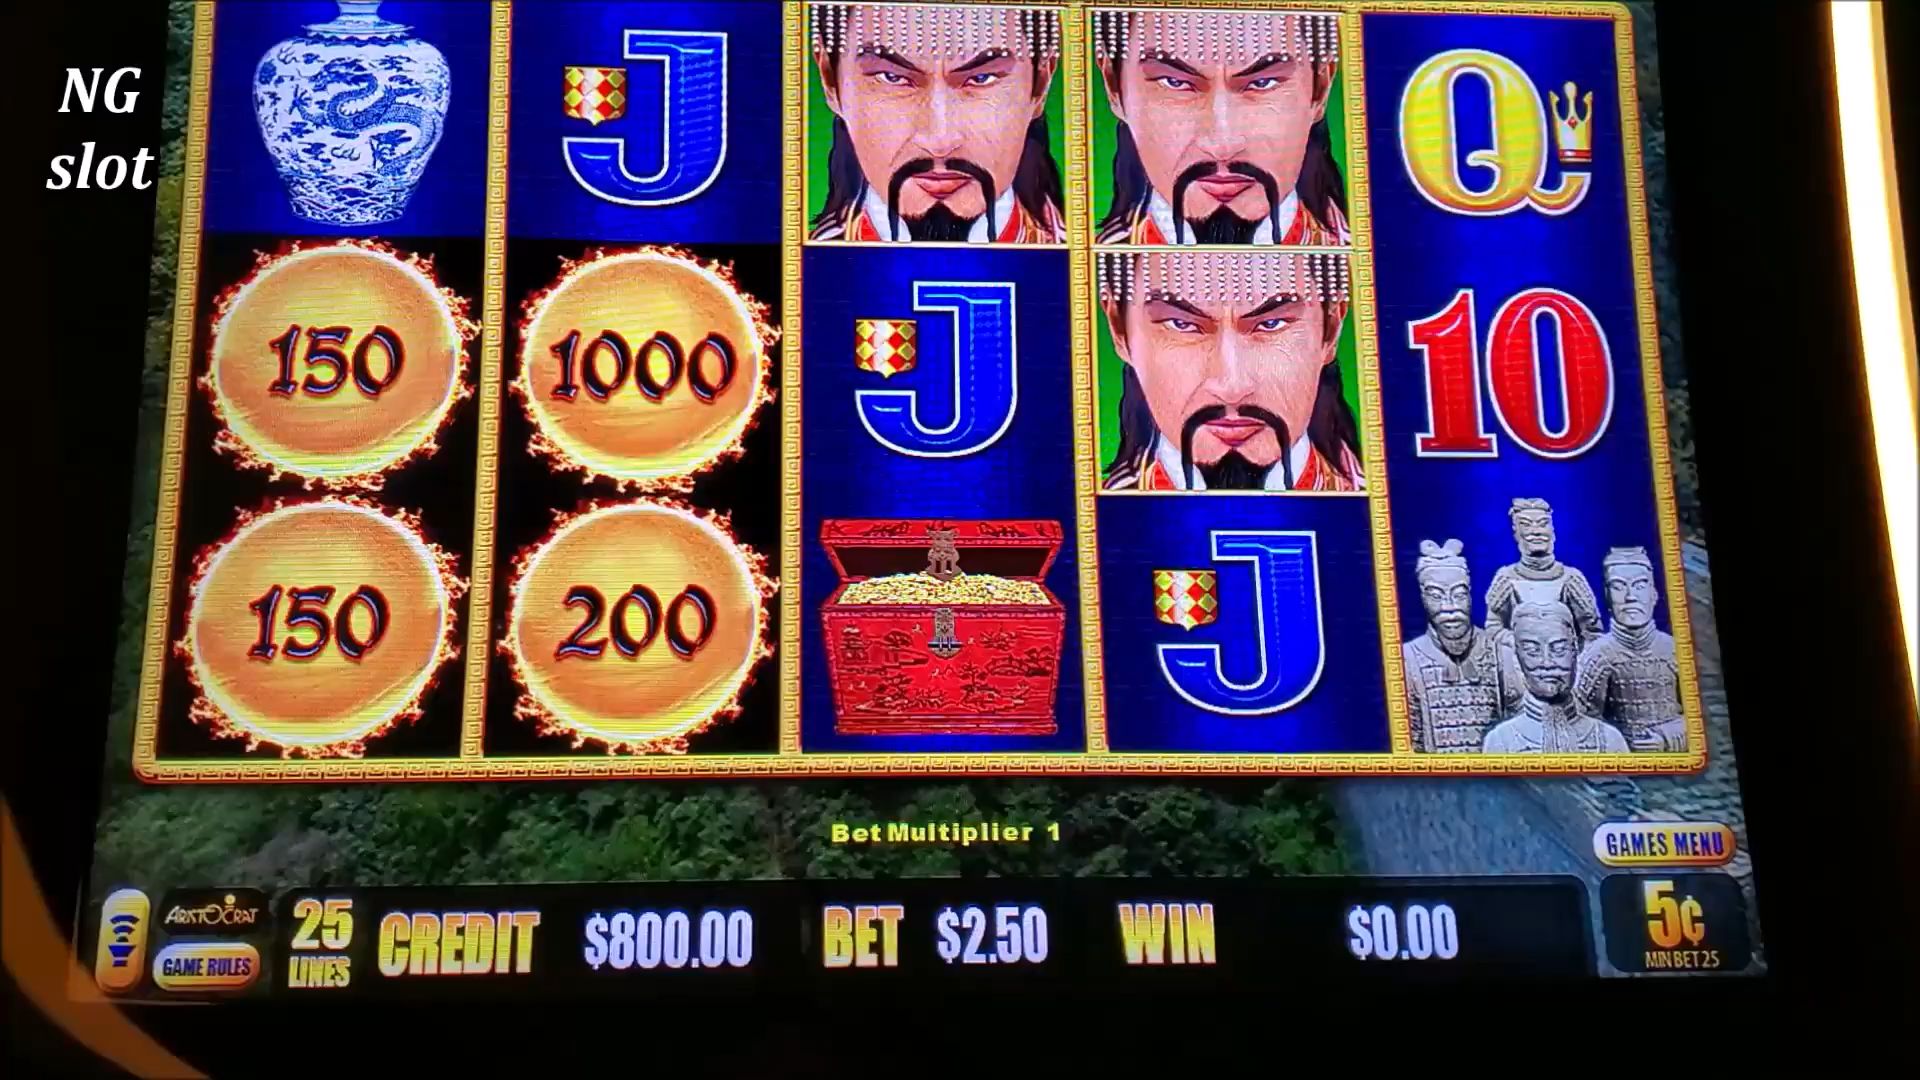 NG
slot
J
Q
150
1000
J
10
150
200
J
Bet Multiplier 1
GAMES MENU
ARISTOCRAT
GAME RULES
25
LINES
CREDIT $800.00
BET $2.50
WIN $0.00
5¢
MIN BET 25